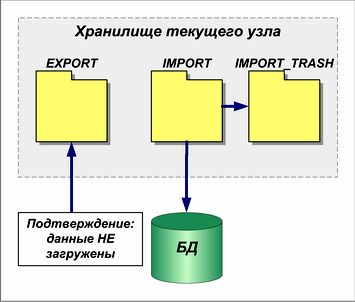 Хранилище текущего узла
EXPORT
IMPORT
IMPORT_TRASH
Подтверждение:
данные НЕ
загружены
БД